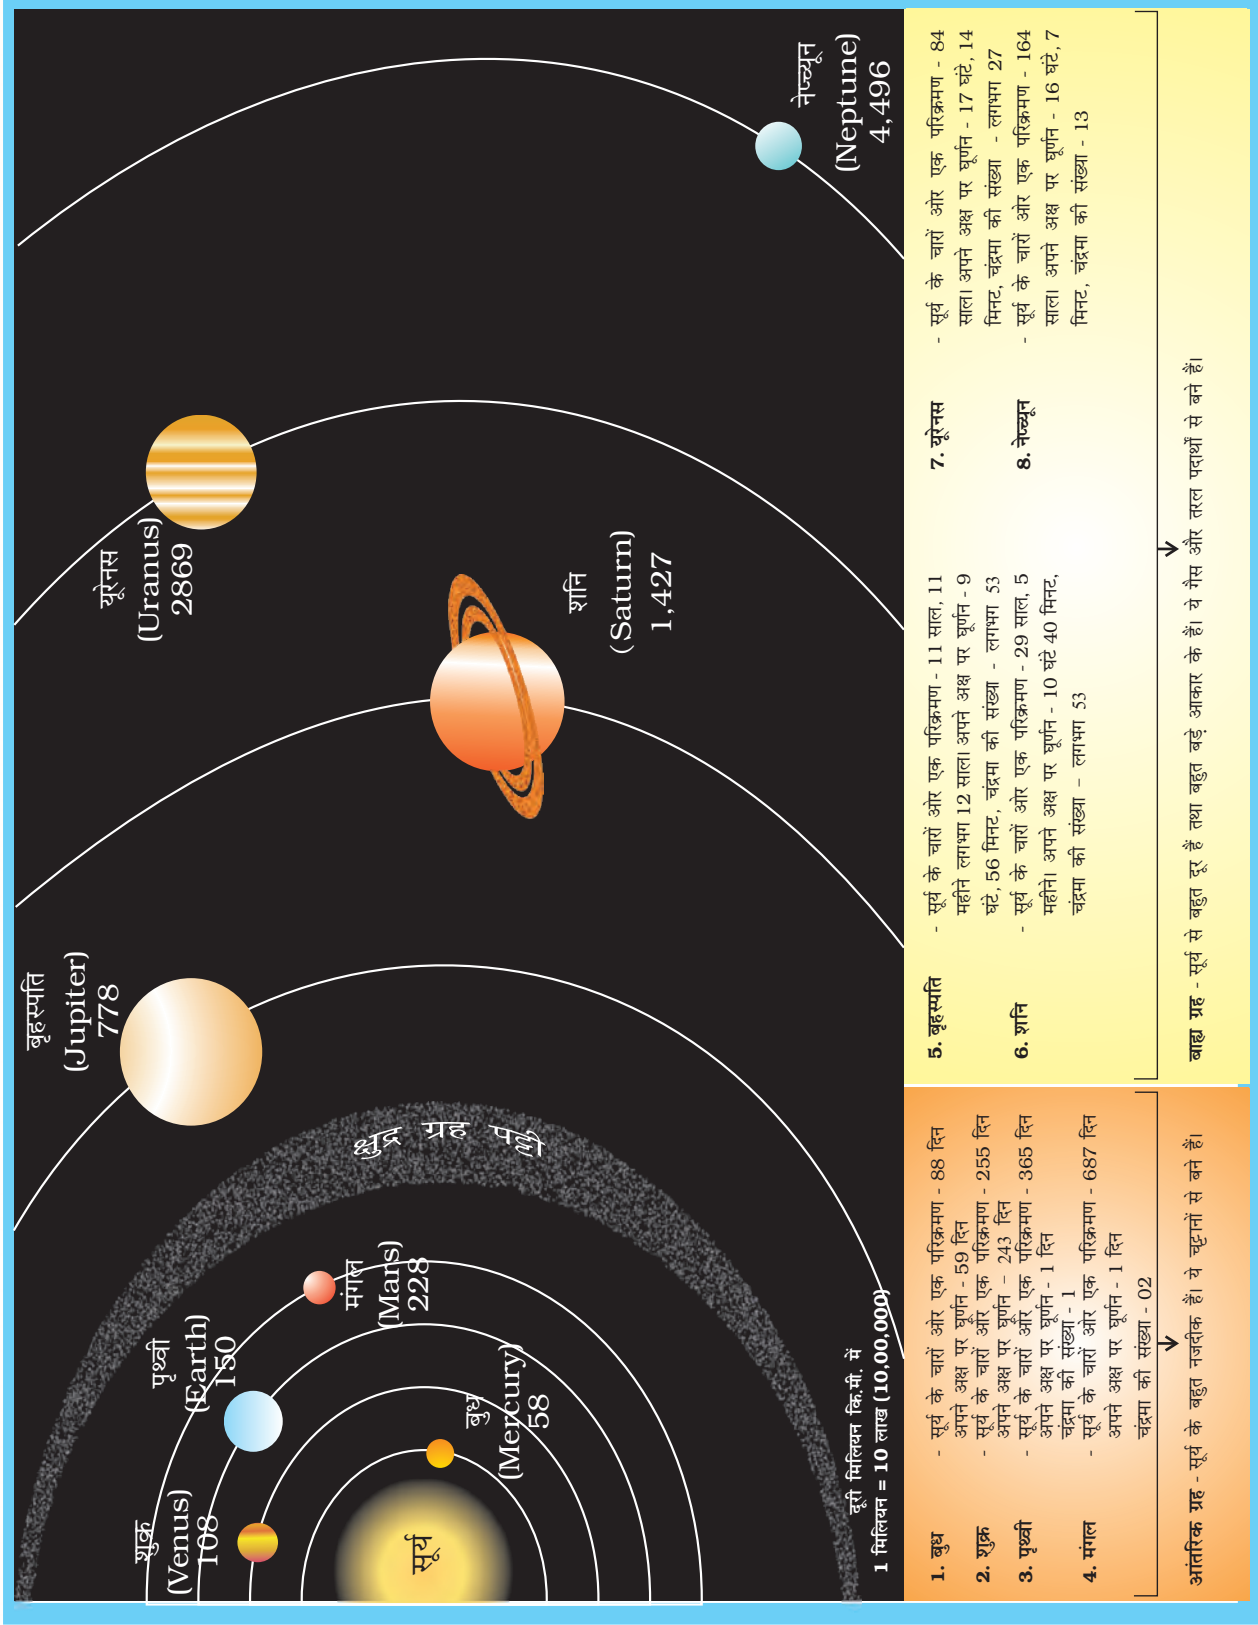 सूर्य
बुध
(Mercury)
58
शुक्र
(Venus)
108
पृथ्वी
(Earth)
150
मंगल
(Mars)
228
क्षुद्र ग्रह पट्टी
बृहस्पति
(Jupiter)
778
शनि
(Saturn)
1,427
यूरेनस
(Uranus)
2869
नेप्च्यून
(Neptune)
4,496
दूरी मिलियन कि.मी. में
1 मिलियन = 10 लाख (10,00,000)
1. बुध - सूर्य के चारों ओर एक परिक्रमण - 88 दिन
अपने अक्ष पर घूर्णन - 59 दिन
2. शुक्र - सूर्य के चारों ओर एक परिक्रमण - 255 दिन
अपने अक्ष पर घूर्णन – 243 दिन
3. पृथ्वी - सूर्य के चारों ओर एक परिक्रमण - 365 दिन
अपने अक्ष पर घूर्णन - 1 दिन
चंद्रमा की संख्या - 1
4. मंगल - सूर्य के चारों ओर एक परिक्रमण - 687 दिन
अपने अक्ष पर घूर्णन - 1 दिन
चंद्रमा की संख्या - 02
आंतरिक ग्रह - सूर्य के बहुत नजदीक हैं। ये चट्टानों से बने हैं।
5. बृहस्पति - सूर्य के चारों ओर एक परिक्रमण - 11 साल, 11
महीने लगभग 12 साल। अपने अक्ष पर घूर्णन - 9
घंटे, 56 मिनट, चंद्रमा की संख्या - लगभग 53
6. शनि - सूर्य के चारों ओर एक परिक्रमण - 29 साल, 5
महीने। अपने अक्ष पर घूर्णन - 10 घंटे 40 मिनट,
चंद्रमा की संख्या – लगभग 53
7. यूरेनस - सूर्य के चारों ओर एक परिक्रमण - 84
साल। अपने अक्ष पर घूर्णन - 17 घंटे, 14
मिनट, चंद्रमा की संख्या - लगभग 27
8. नेप्च्यून - सूर्य के चारों ओर एक परिक्रमण - 164
साल। अपने अक्ष पर घूर्णन - 16 घंटे, 7
मिनट, चंद्रमा की संख्या - 13
बाह्य ग्रह - सूर्य से बहुत दूर हैं तथा बहुत बड़े आकार के हैं। ये गैस और तरल पदार्थों से बने हैं।